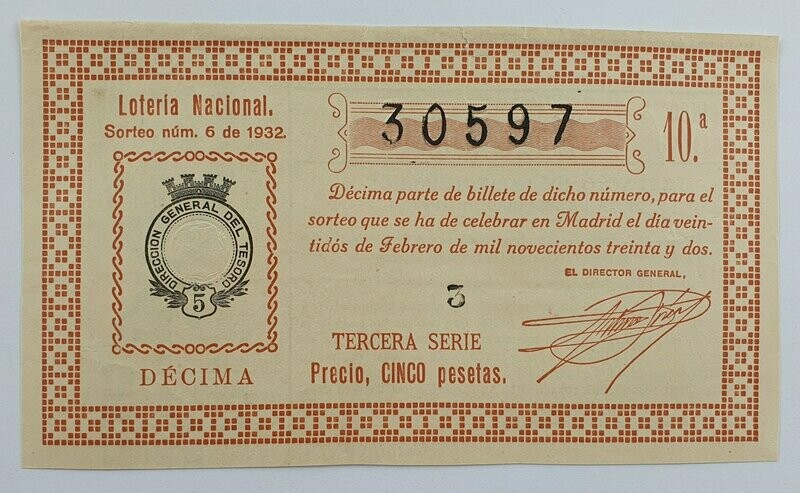 Lotería Nacional.
Sorteo núm. 6 de 1932.
DIRECCION GENERAL DEL TESORO
5
DÉCIMA
30597
10.ª
Décima parte de billete de dicho número, para el
sorteo que se ha de celebrar en Madrid el día vein-
tidós de Febrero de mil novecientos treinta y dos.
EL DIRECTOR GENERAL,
3
TERCERA SERIE
Precio, CINCO pesetas.